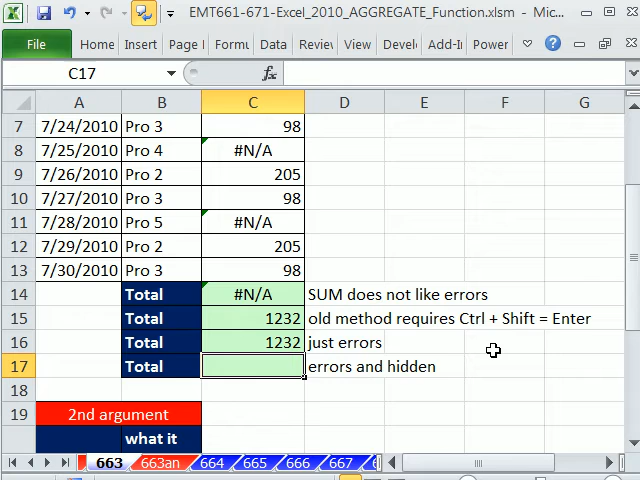 EMT661-671-Excel_2010_AGGREGATE_Function.xlsm - Mic...
File Home Insert Page l Formu Data Reviev View Develo Add-I Power
C17 fx
A B C D E F G
7 7/24/2010 Pro 3 98
8 7/25/2010 Pro 4 #N/A
9 7/26/2010 Pro 2 205
10 7/27/2010 Pro 3 98
11 7/28/2010 Pro 5 #N/A
12 7/29/2010 Pro 2 205
13 7/30/2010 Pro 3 98
14 Total #N/A SUM does not like errors
15 Total 1232 old method requires Ctrl + Shift = Enter
16 Total 1232 just errors
17 Total errors and hidden
18
19 2nd argument
what it
663 663an 664 665 666 667